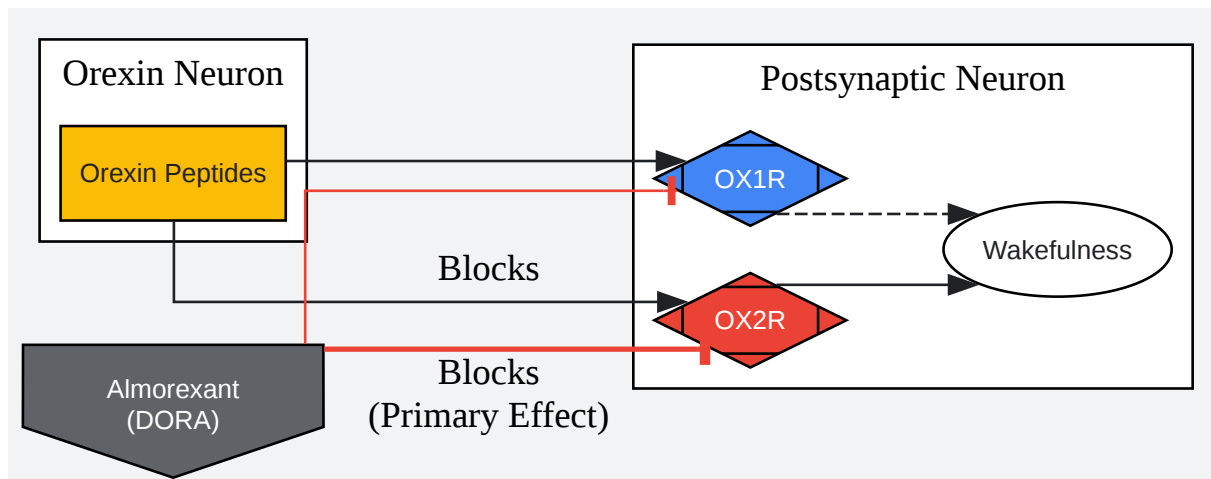 Orexin Neuron
Orexin Peptides
Postsynaptic Neuron
OX1R
Wakefulness
Blocks
OX2R
Blocks
(Primary Effect)
Almorexant
(DORA)